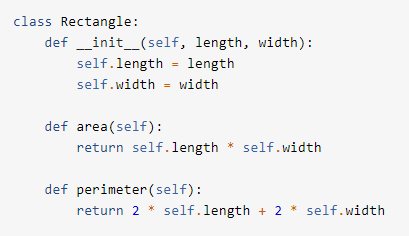 class Rectangle:
    def __init__(self, length, width):
        self.length = length
        self.width = width

    def area(self):
        return self.length * self.width

    def perimeter(self):
        return 2 * self.length + 2 * self.width